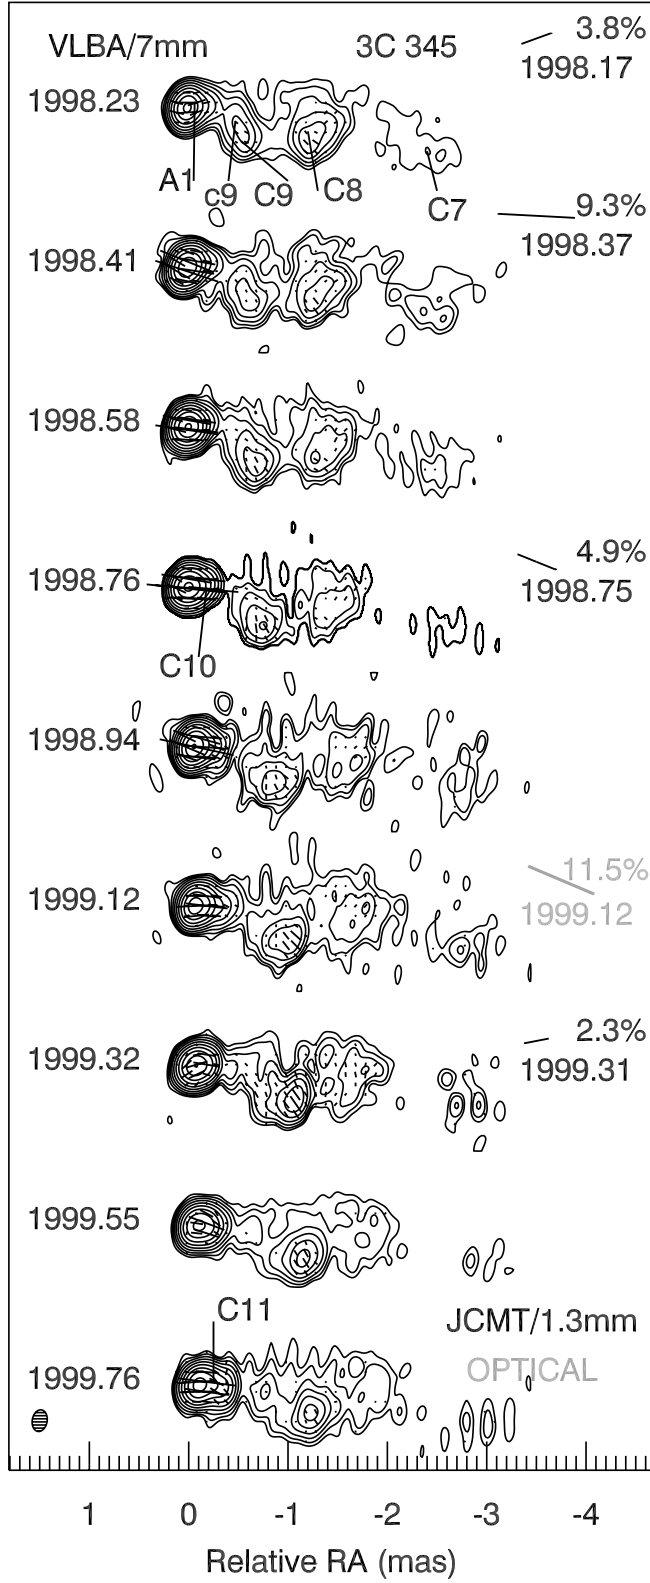 VLBA/7mm 3C 345 3.8%
1998.17
1998.23
A1 c9 C9 C8 C7
9.3%
1998.37
1998.41
1998.58
4.9%
1998.76 1998.75
C10
1998.94
11.5%
1999.12 1999.12
2.3%
1999.32 1999.31
1999.55
C11 JCMT/1.3mm
OPTICAL
1999.76
1 0 -1 -2 -3 -4
Relative RA (mas)